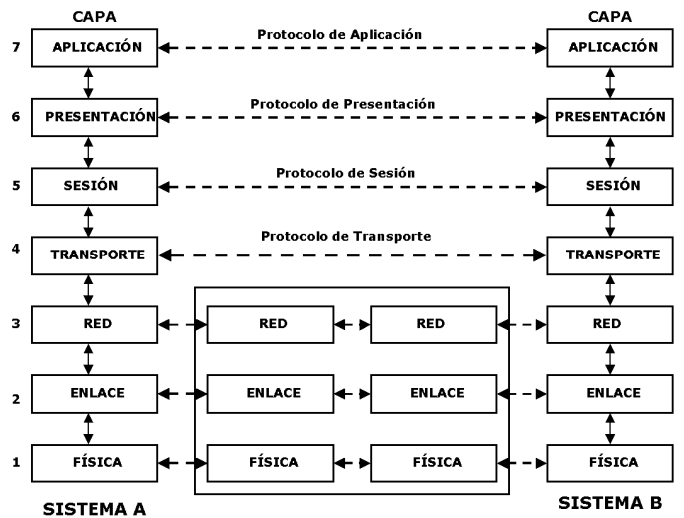 CAPA CAPA
7 APLICACIÓN Protocolo de Aplicación APLICACIÓN
6 PRESENTACIÓN Protocolo de Presentación PRESENTACIÓN
5 SESIÓN Protocolo de Sesión SESIÓN
4 TRANSPORTE Protocolo de Transporte TRANSPORTE
3 RED RED RED RED
2 ENLACE ENLACE ENLACE ENLACE
1 FÍSICA FÍSICA FÍSICA FÍSICA
SISTEMA A SISTEMA B